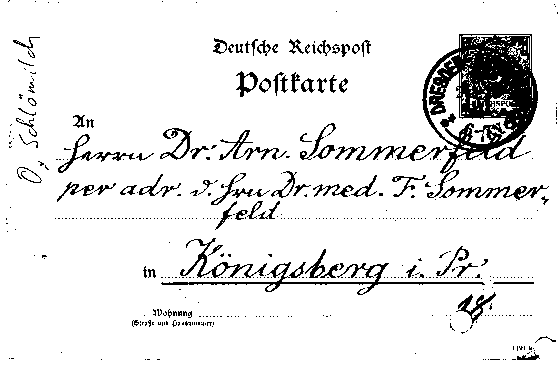 Deutsche Reichspost
Postkarte
DRESDEN
O. Schlömilch
An
Herrn Dr. Arn. Sommerfeld
per adr. d. Hrn Dr. med. F. Sommer-
feld
in Königsberg i. Pr.
18.
Wohnung
(Straße und Hausnummer)